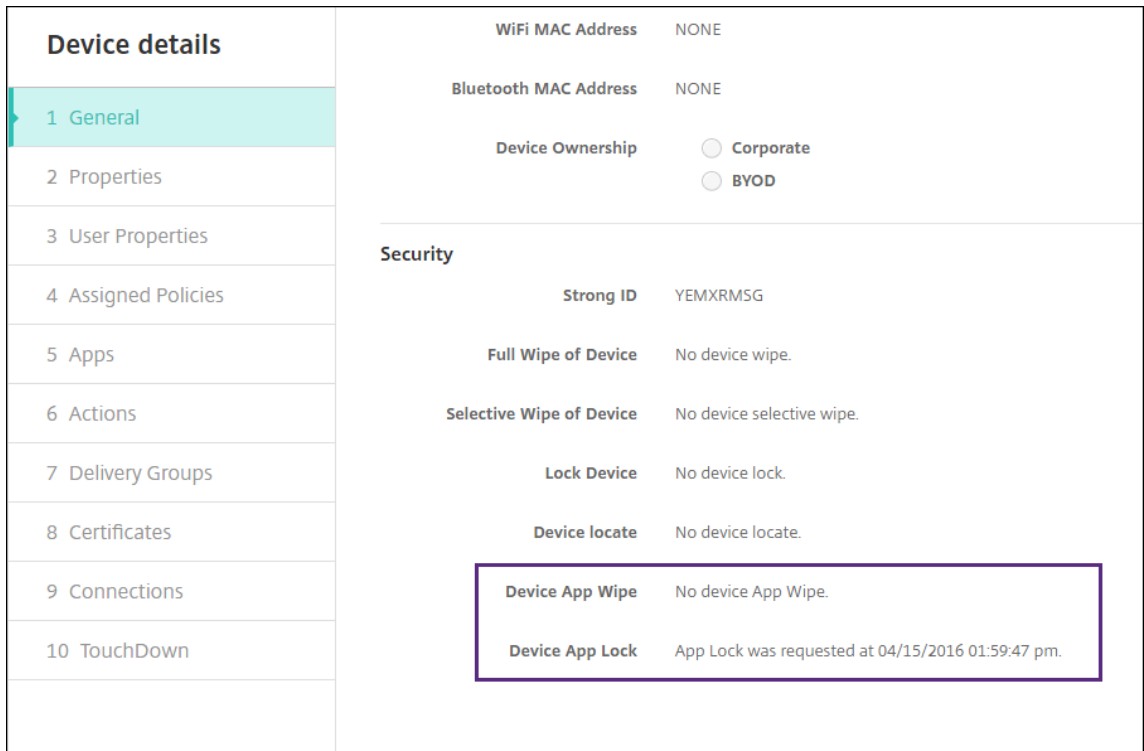 Device details
1 General
2 Properties
3 User Properties
4 Assigned Policies
5 Apps
6 Actions
7 Delivery Groups
8 Certificates
9 Connections
10 TouchDown
WiFi MAC Address NONE
Bluetooth MAC Address NONE
Device Ownership Corporate
BYOD
Security
Strong ID YEMXRMSG
Full Wipe of Device No device wipe.
Selective Wipe of Device No device selective wipe.
Lock Device No device lock.
Device locate No device locate.
Device App Wipe No device App Wipe.
Device App Lock App Lock was requested at 04/15/2016 01:59:47 pm.